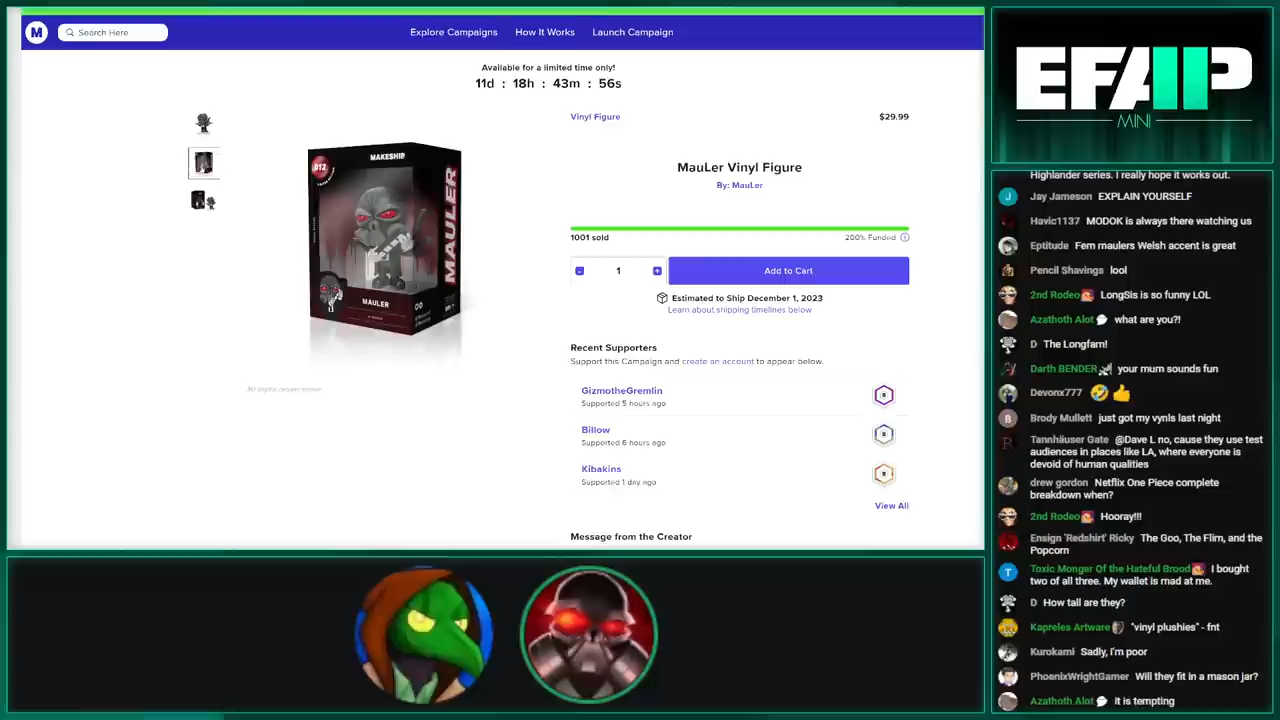 M
Search Here
Explore Campaigns
How It Works
Launch Campaign
Available for a limited time only!
11d : 18h : 43m : 56s
Vinyl Figure
$29.99
MAKESHIP
012
MAULER
MAULER
MauLer Vinyl Figure
By: MauLer
1001 sold
200% Funded
- 1 +
Add to Cart
Estimated to Ship December 1, 2023
Learn about shipping timelines below
Recent Supporters
Support this Campaign and create an account to appear below.
GizmotheGremlin
Supported 5 hours ago
Billow
Supported 6 hours ago
Kibakins
Supported 1 day ago
View All
Message from the Creator
3D digital render shown
EFAP
MINI
Highlander series. I really hope it works out.
J
Jay Jameson EXPLAIN YOURSELF
Havic1137 MODOK is always there watching us
Eptitude Fem maulers Welsh accent is great
Pencil Shavings lool
2nd Rodeo LongSis is so funny LOL
Azathoth Alot what are you?!
D The Longfam!
Darth BENDER your mum sounds fun
Devonx777 🤣👍
B
Brody Mullett just got my vynls last night
R
Tannhäuser Gate @Dave L no, cause they use test
audiences in places like LA, where everyone is
devoid of human qualities
drew gordon Netflix One Piece complete
breakdown when?
2nd Rodeo Hooray!!!
Ensign 'Redshirt' Ricky The Goo, The Flim, and the
Popcorn
T
Toxic Monger Of the Hateful Brood I bought
two of all three. My wallet is mad at me.
D How tall are they?
Kapreles Artware "vinyl plushies" - fnt
Kurokami Sadly, I'm poor
PhoenixWrightGamer Will they fit in a mason jar?
Azathoth Alot it is tempting